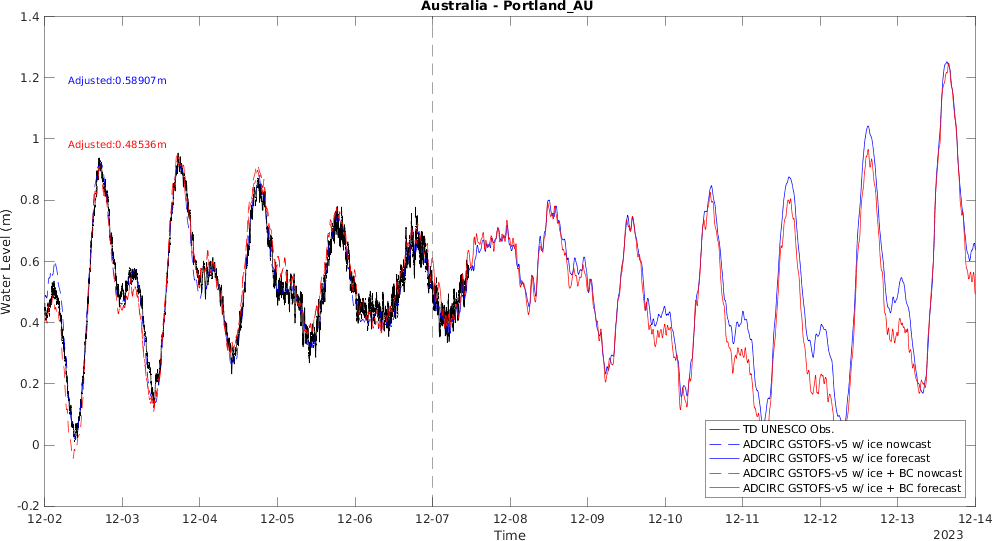 Australia - Portland_AU
1.4
1.2
1
0.8
0.6
0.4
0.2
0
-0.2
Water Level (m)
Adjusted:0.58907m
Adjusted:0.48536m
TD UNESCO Obs.
ADCIRC GSTOFS-v5 w/ ice nowcast
ADCIRC GSTOFS-v5 w/ ice forecast
ADCIRC GSTOFS-v5 w/ ice + BC nowcast
ADCIRC GSTOFS-v5 w/ ice + BC forecast
12-02 12-03 12-04 12-05 12-06 12-07 12-08 12-09 12-10 12-11 12-12 12-13 12-14
Time
2023